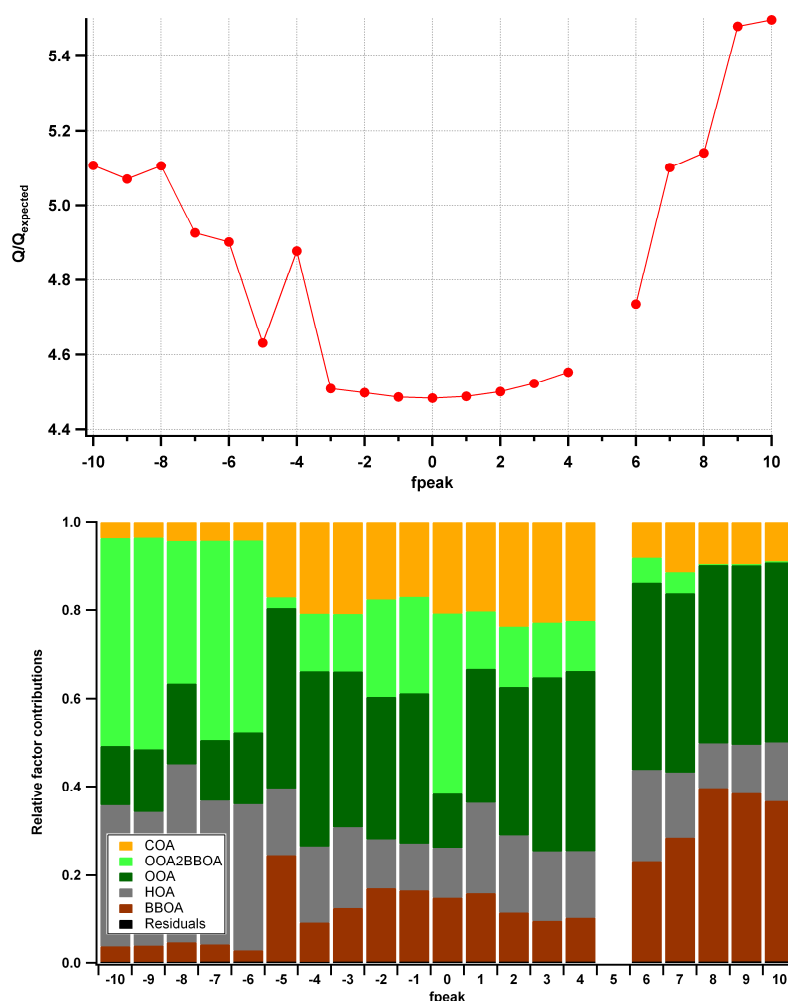 5.4
5.2
5.0
4.8
4.6
4.4
Q/Qexpected
-10 -8 -6 -4 -2 0 2 4 6 8 10
fpeak
1.0
0.8
0.6
0.4
0.2
0.0
Relative factor contributions
COA
OOA2BBOA
OOA
HOA
BBOA
Residuals
-10 -9 -8 -7 -6 -5 -4 -3 -2 -1 0 1 2 3 4 5 6 7 8 9 10
fpeak